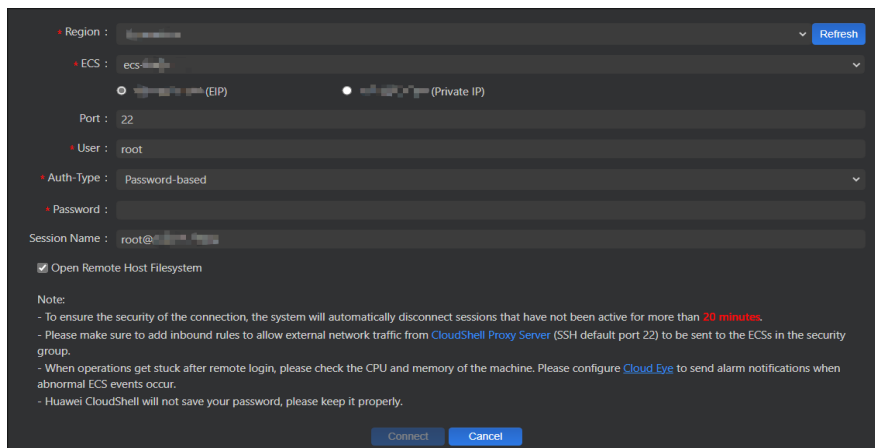 * Region :
Refresh
* ECS : ecs-
(EIP) (Private IP)
Port : 22
* User : root
* Auth-Type : Password-based
* Password :
Session Name : root@
Open Remote Host Filesystem
Note:
- To ensure the security of the connection, the system will automatically disconnect sessions that have not been active for more than 20 minutes.
- Please make sure to add inbound rules to allow external network traffic from CloudShell Proxy Server (SSH default port 22) to be sent to the ECSs in the security
group.
- When operations get stuck after remote login, please check the CPU and memory of the machine. Please configure Cloud Eye to send alarm notifications when
abnormal ECS events occur.
- Huawei CloudShell will not save your password, please keep it properly.
Connect Cancel